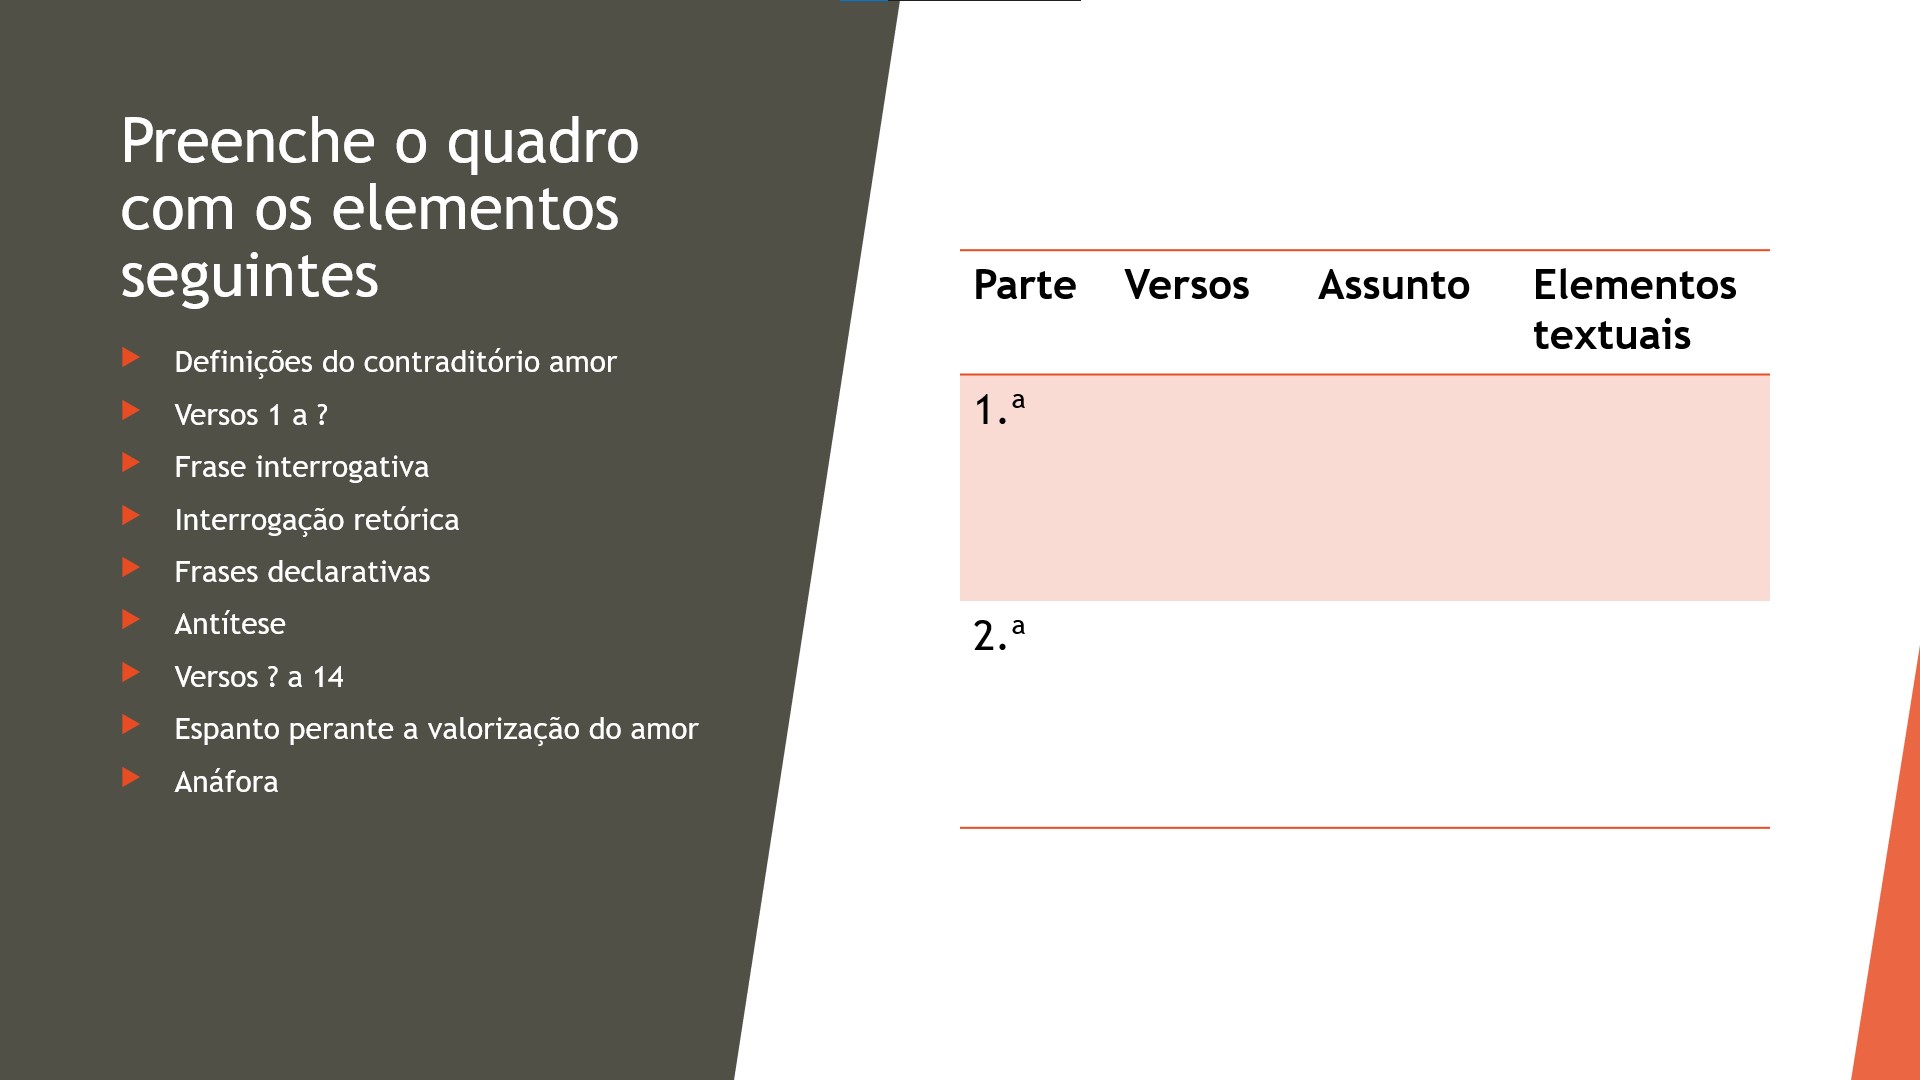 Preenche o quadro
com os elementos
seguintes
Definições do contraditório amor
Versos 1 a ?
Frase interrogativa
Interrogação retórica
Frases declarativas
Antítese
Versos ? a 14
Espanto perante a valorização do amor
Anáfora
Parte Versos Assunto Elementos
textuais
1.ª
2.ª